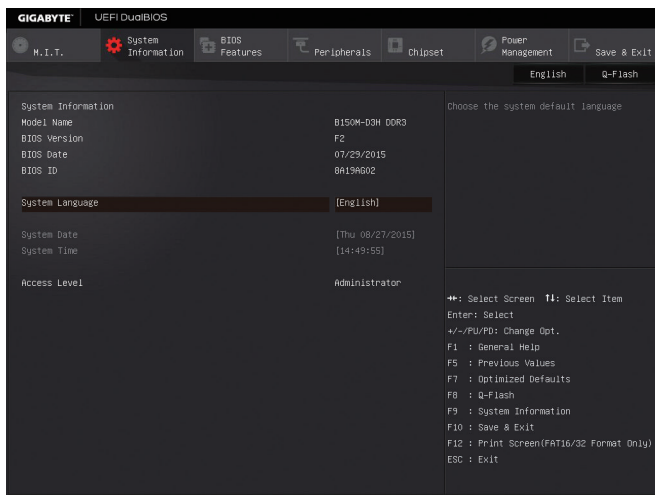 GIGABYTE™ UEFI DualBIOS
M.I.T. System Information BIOS Features Peripherals Chipset Power Management Save & Exit
English Q-Flash
System Information
Model Name B150M-D3H DDR3
BIOS Version F2
BIOS Date 07/29/2015
BIOS ID 8A19AG02
System Language [English]
System Date [Thu 08/27/2015]
System Time [14:49:55]
Access Level Administrator
Choose the system default language
→←: Select Screen ↑↓: Select Item
Enter: Select
+/-/PU/PD: Change Opt.
F1 : General Help
F5 : Previous Values
F7 : Optimized Defaults
F8 : Q-Flash
F9 : System Information
F10 : Save & Exit
F12 : Print Screen(FAT16/32 Format Only)
ESC : Exit